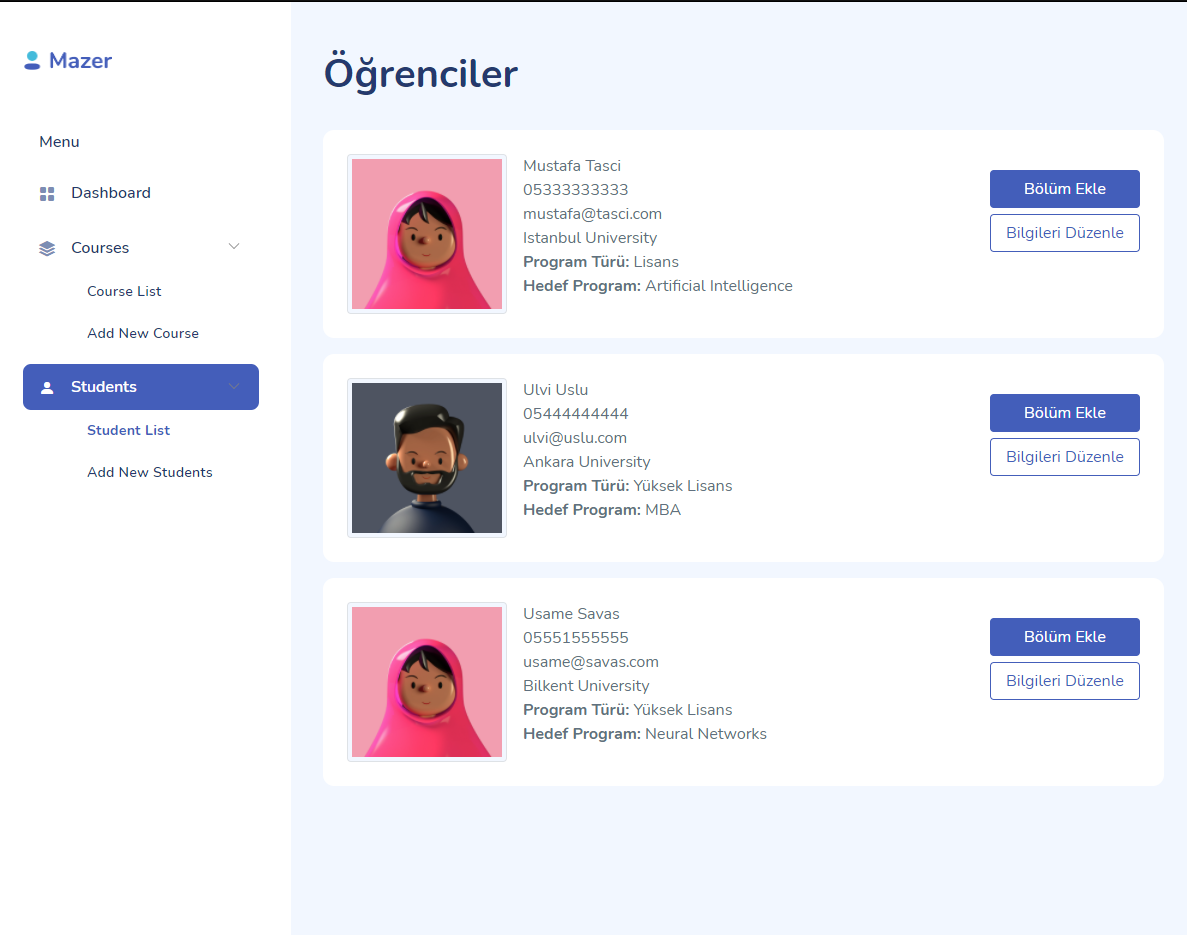 Mazer
Menu
Dashboard
Courses
Course List
Add New Course
Students
Student List
Add New Students
Öğrenciler
Mustafa Tasci
05333333333
mustafa@tasci.com
Istanbul University
Program Türü: Lisans
Hedef Program: Artificial Intelligence
Bölüm Ekle
Bilgileri Düzenle
Ulvi Uslu
05444444444
ulvi@uslu.com
Ankara University
Program Türü: Yüksek Lisans
Hedef Program: MBA
Bölüm Ekle
Bilgileri Düzenle
Usame Savas
05551555555
usame@savas.com
Bilkent University
Program Türü: Yüksek Lisans
Hedef Program: Neural Networks
Bölüm Ekle
Bilgileri Düzenle